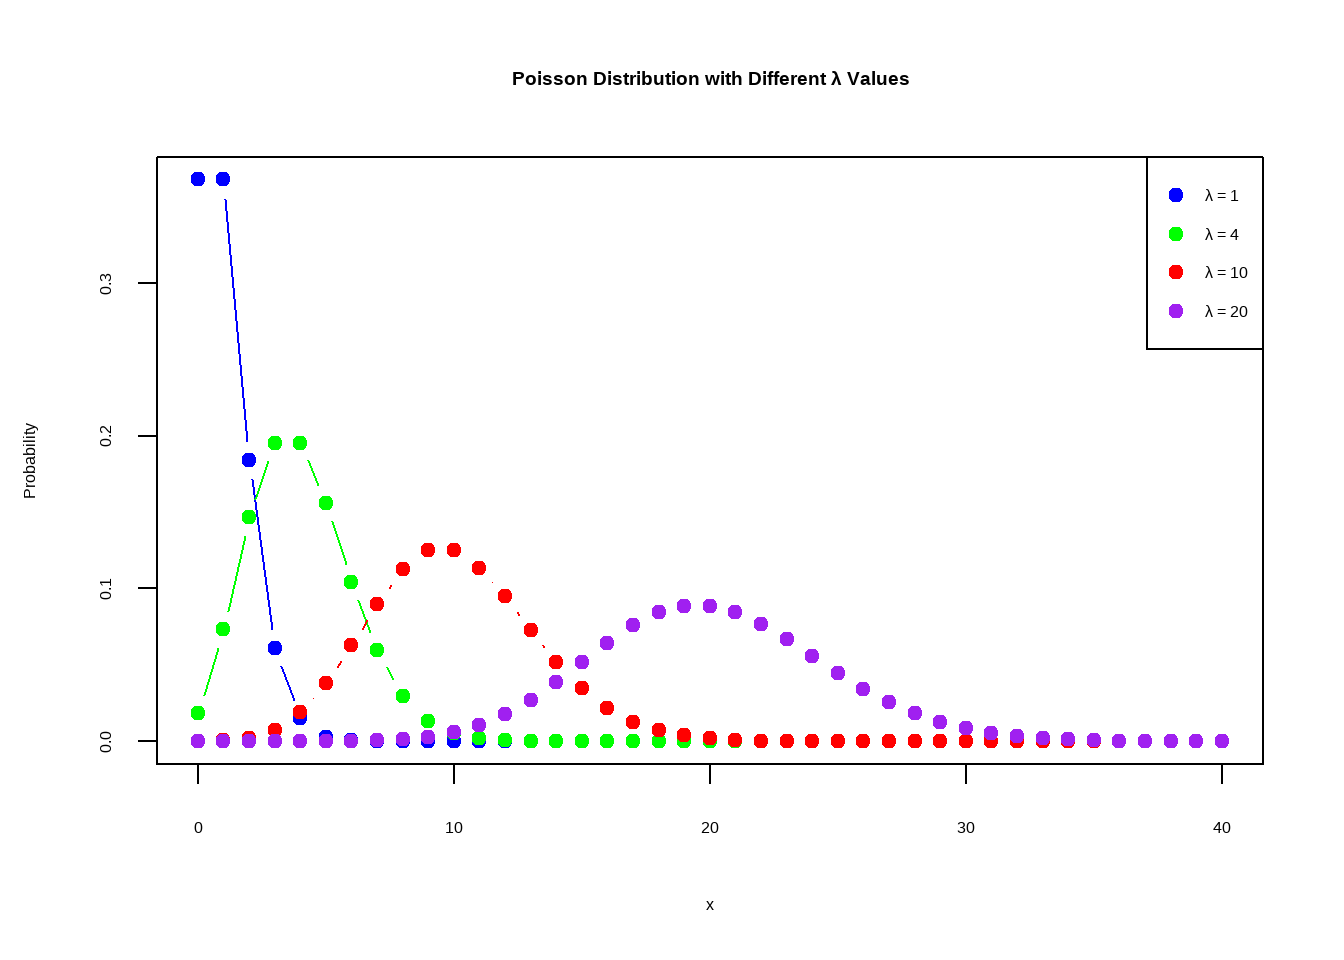 Poisson Distribution with Different λ Values
λ = 1
λ = 4
λ = 10
λ = 20
0.3
0.2
0.1
0.0
Probability
0 10 20 30 40
x